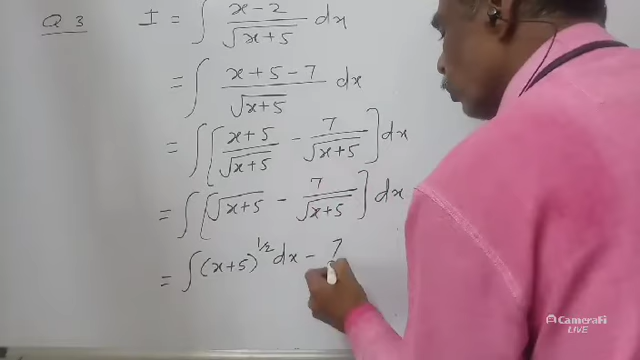 Q 3 I = ∫ x-2 / √x+5 dx
= ∫ x+5-7 / √x+5 dx
= ∫ [ x+5 / √x+5 - 7 / √x+5 ] dx
= ∫ [ √x+5 - 7 / √x+5 ] dx
= ∫ (x+5)^1/2 dx - 7
CameraFi
LIVE